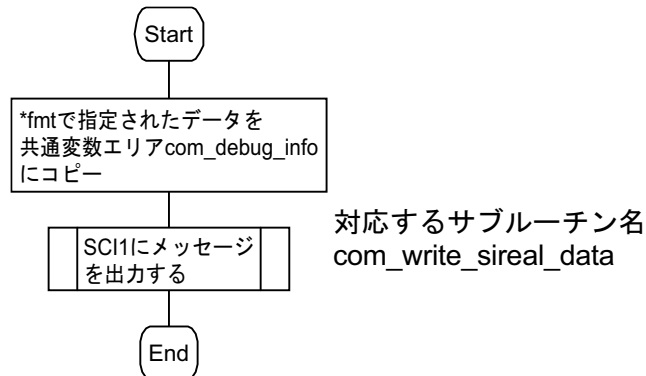 Start
*fmtで指定されたデータを
共通変数エリアcom_debug_info
にコピー
SCI1にメッセージ
を出力する
対応するサブルーチン名
com_write_sireal_data
End